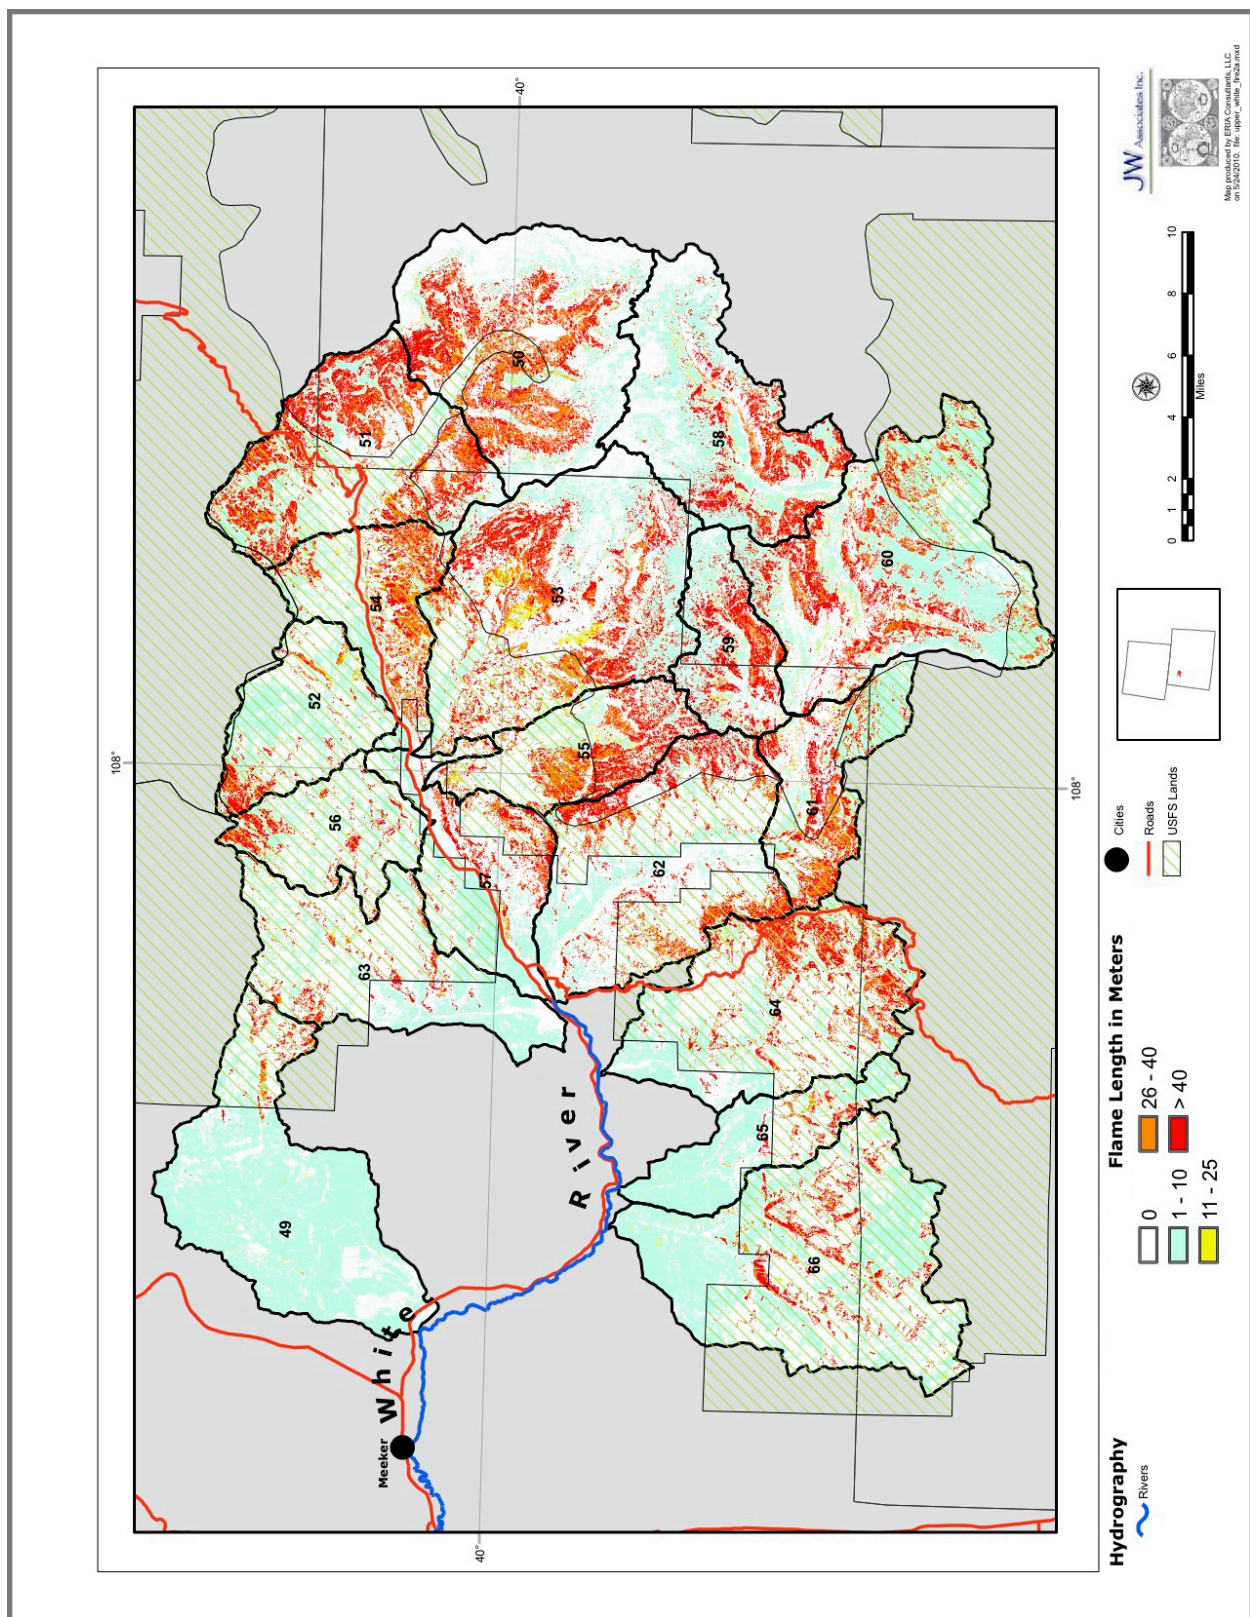 40°
108°
49
50
51
52
53
54
55
56
57
58
59
60
61
62
63
64
65
66
Meeker
White
River
40°
108°
Hydrography
Rivers
Flame Length in Meters
0
1 - 10
11 - 25
26 - 40
> 40
Cities
Roads
USFS Lands
0 1 2 4 6 8 10
Miles
JW Associates Inc.
Map produced by ERIA Consultants, LLC
on 5/24/2010. file: upper_white_fire2a.mxd